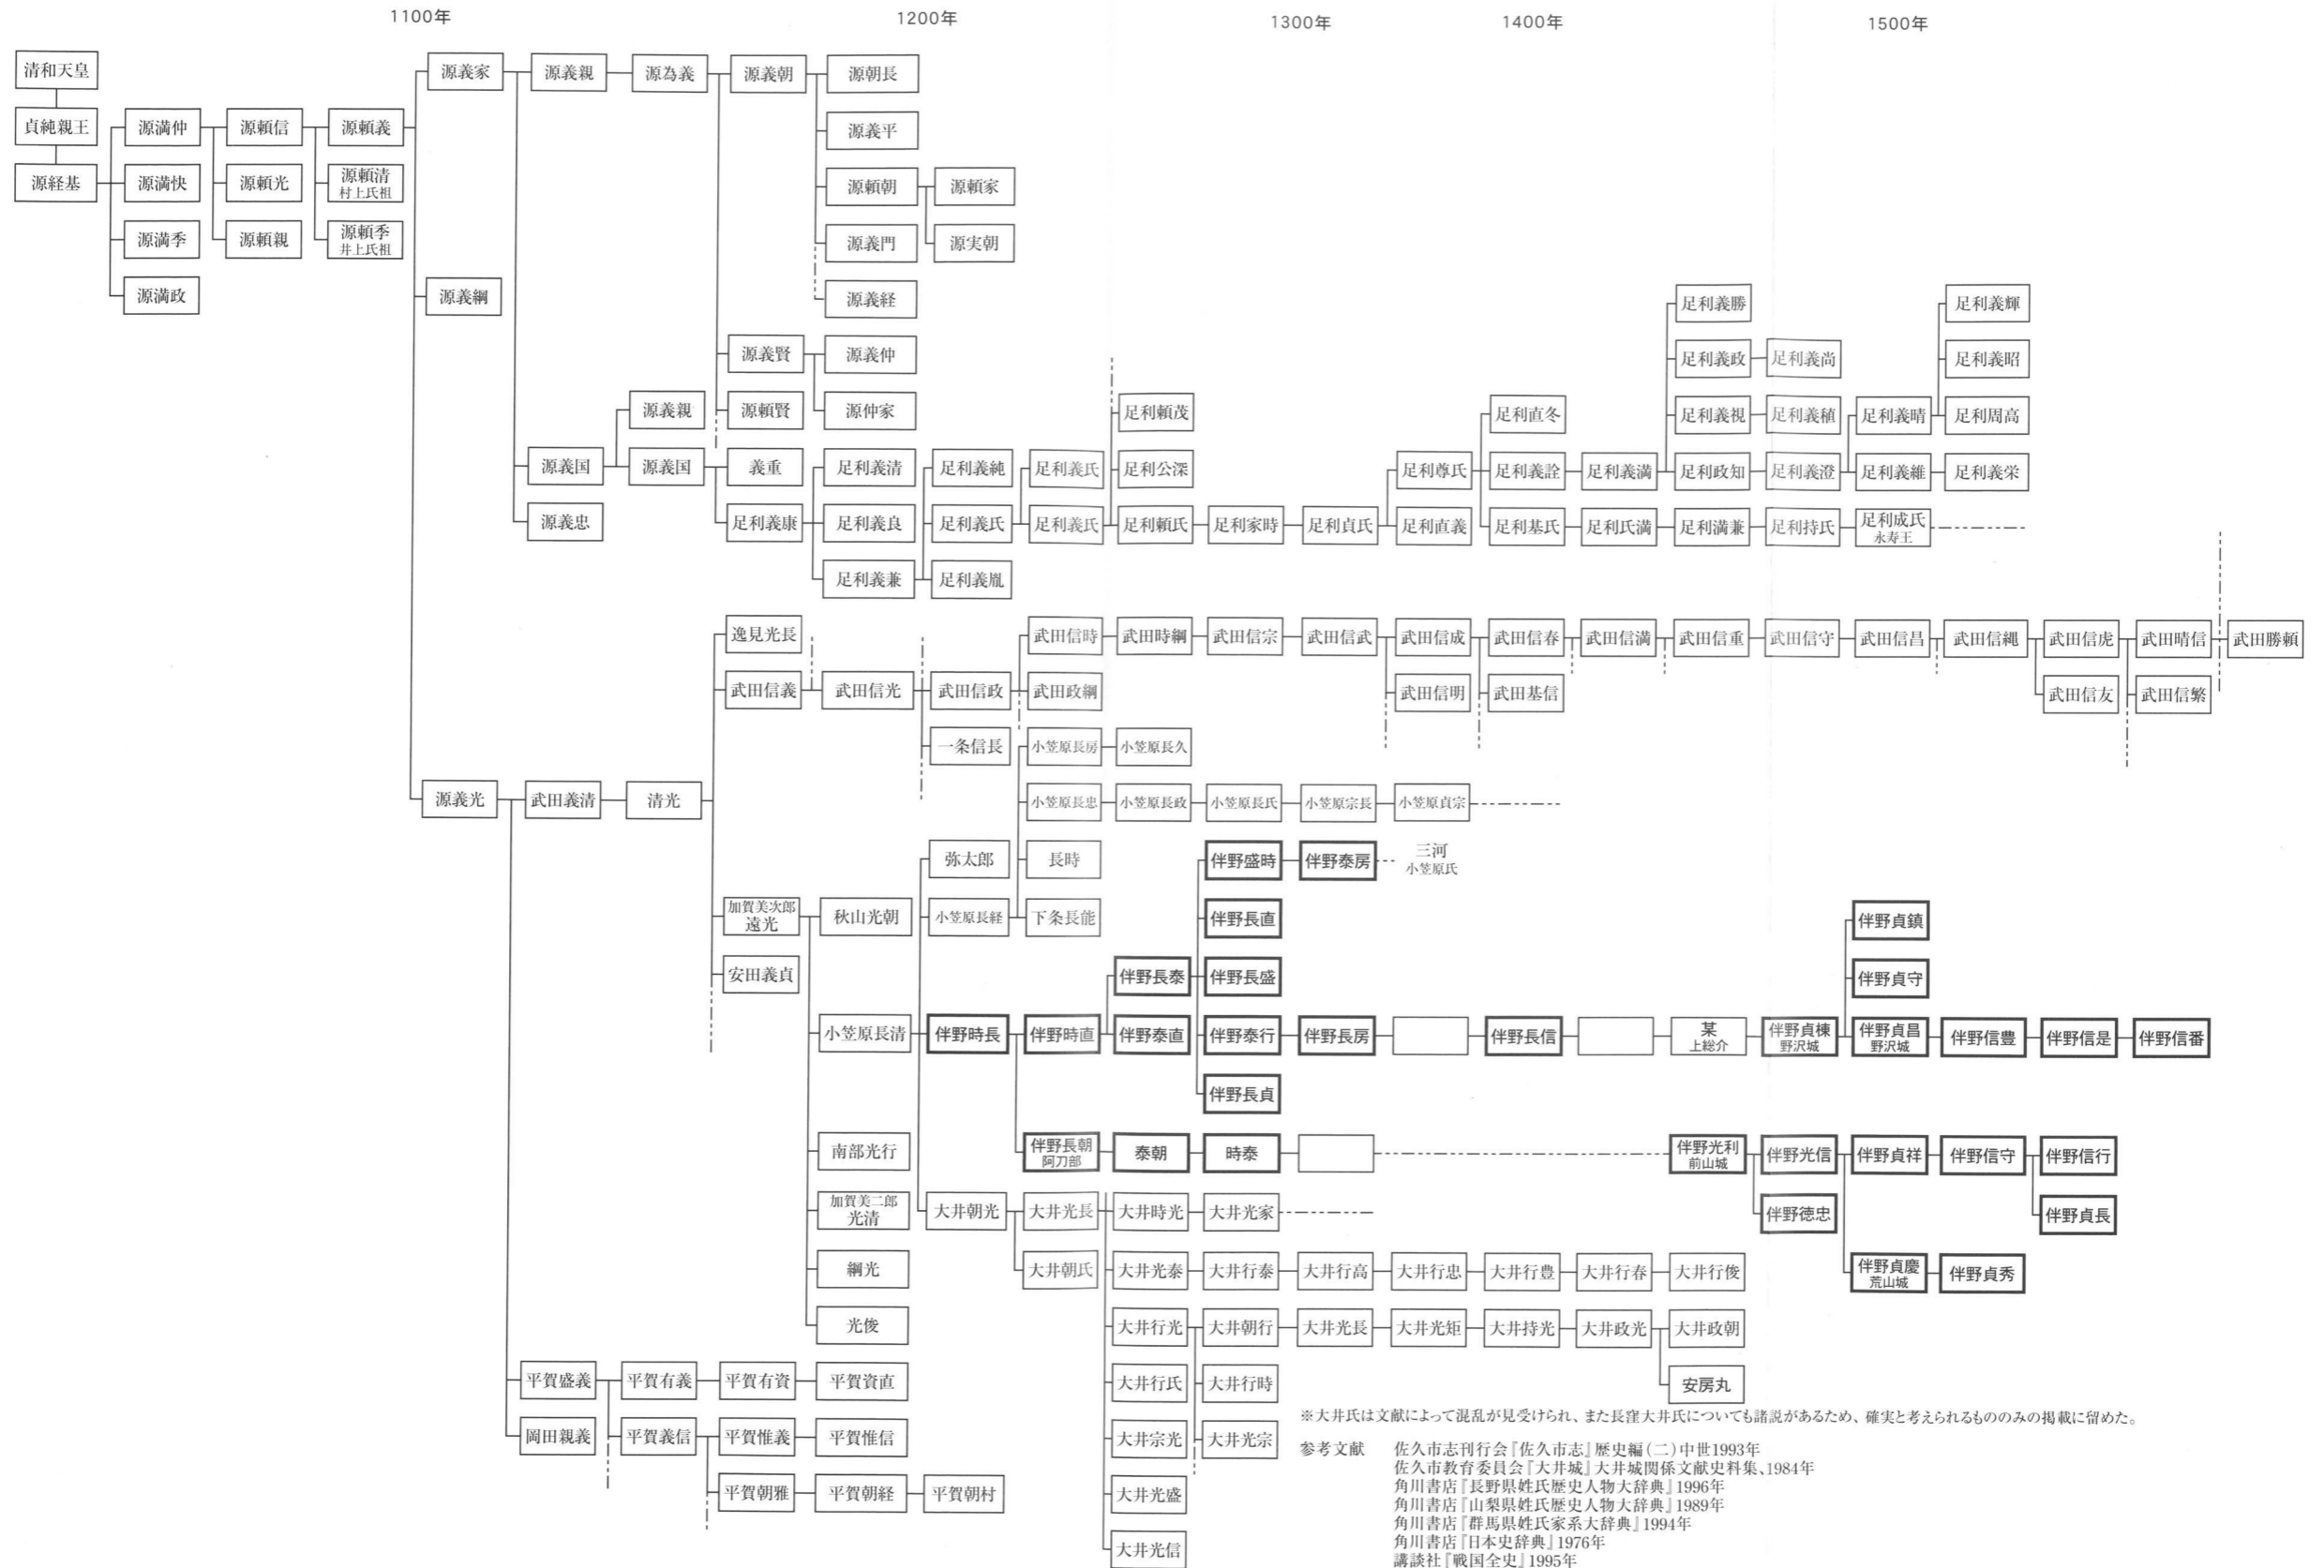 1100年 1200年 1300年 1400年 1500年
清和天皇 源義家 源義親 源為義 源義朝 源朝長
貞純親王 源満仲 源頼信 源頼義 源義平
源経基 源満快 源頼光 源頼清 源頼朝 源頼家
村上氏祖
源満季 源頼親 源頼季 源義門 源実朝
井上氏祖
源満政 源義綱 源義経 足利義勝 足利義輝
源義賢 源義仲 足利義政 足利義尚 足利義昭
源義親 源頼賢 源仲家 足利頼茂 足利直冬 足利義視 足利義稙 足利義晴 足利周高
源義国 源義国 義重 足利義清 足利義純 足利義氏 足利公深 足利尊氏 足利義詮 足利義満 足利政知 足利義澄 足利義維 足利義栄
源義忠 足利義康 足利義良 足利義氏 足利義氏 足利頼氏 足利家時 足利貞氏 足利直義 足利基氏 足利氏満 足利満兼 足利持氏 足利成氏
永寿王
足利義兼 足利義胤
逸見光長 武田信時 武田時綱 武田信宗 武田信武 武田信成 武田信春 武田信満 武田信重 武田信守 武田信昌 武田信縄 武田信虎 武田晴信 武田勝頼
武田信義 武田信光 武田信政 武田政綱 武田信明 武田基信 武田信友 武田信繁
一条信長 小笠原長房 小笠原長久
源義光 武田義清 清光 小笠原長忠 小笠原長政 小笠原長氏 小笠原宗長 小笠原貞宗
弥太郎 長時 伴野盛時 伴野泰房 三河
小笠原氏
加賀美次郎
遠光 秋山光朝 小笠原長経 下条長能 伴野長直 伴野貞鎮
安田義貞 伴野長泰 伴野長盛 伴野貞守
小笠原長清 伴野時長 伴野時直 伴野泰直 伴野泰行 伴野長房 伴野長信 某 伴野貞棟 伴野貞昌 伴野信豊 伴野信是 伴野信番
上総介 野沢城 野沢城
伴野長貞
南部光行 伴野長朝 泰朝 時泰 伴野光利 伴野光信 伴野貞祥 伴野信守 伴野信行
阿刀部 前山城
加賀美二郎
光清 大井朝光 大井光長 大井時光 大井光家 伴野徳忠 伴野貞長
綱光 大井朝氏 大井光泰 大井行泰 大井行高 大井行忠 大井行豊 大井行春 大井行俊 伴野貞慶 伴野貞秀
荒山城
光俊 大井行光 大井朝行 大井光長 大井光矩 大井持光 大井政光 大井政朝
平賀盛義 平賀有義 平賀有資 平賀資直 大井行氏 大井行時 安房丸
岡田親義 平賀義信 平賀惟義 平賀惟信 大井宗光 大井光宗
平賀朝雅 平賀朝経 平賀朝村 大井光盛
大井光信
※大井氏は文献によって混乱が見受けられ、また長窪大井氏についても諸説があるため、確実と考えられるもののみの掲載に留めた。
参考文献 佐久市志刊行会『佐久市志』歴史編(二)中世1993年
佐久市教育委員会『大井城』大井城関係文献史料集、1984年
角川書店『長野県姓氏歴史人物大辞典』1996年
角川書店『山梨県姓氏歴史人物大辞典』1989年
角川書店『群馬県姓氏家系大辞典』1994年
角川書店『日本史辞典』1976年
講談社『戦国全史』1995年